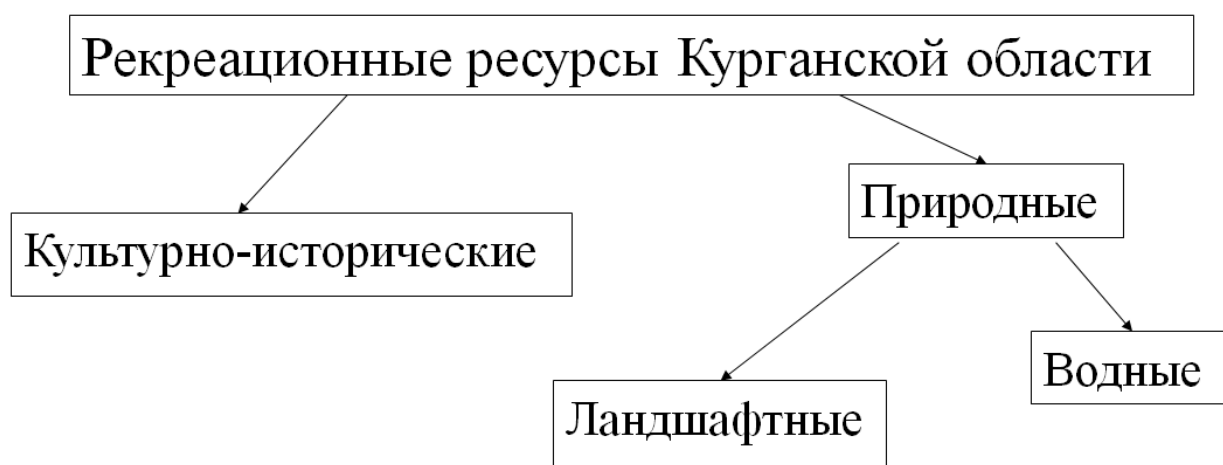 Рекреационные ресурсы Курганской области
Природные
Культурно-исторические
Водные
Ландшафтные